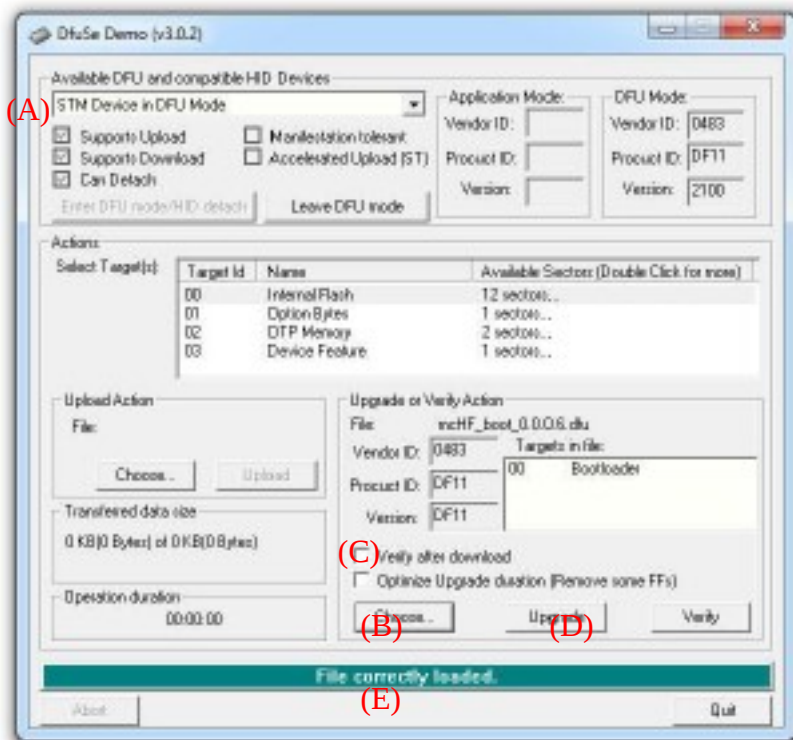 DfuSe Demo (v3.0.2)
Available DFU and compatible HID Devices
(A) STM Device in DFU Mode
Supports Upload
Manifestation tolerant
Supports Download
Accelerated Upload (ST)
Can Detach
Enter DFU mode/HID detach
Leave DFU mode
Application Mode:
Vendor ID:
Procuct ID:
Version:
DFU Mode:
Vendor ID: 0483
Procuct ID: DF11
Version: 2100
Actions
Select Target(s):
Target Id Name Available Sectors (Double Click for more)
00 Internal Flash 12 sectors...
01 Option Bytes 1 sectors...
02 OTP Memory 2 sectors...
03 Device Feature 1 sectors...
Upload Action
File:
Choose...
Upload
Transferred data size
0 KB(0 Bytes) of 0 KB(0 Bytes)
Operation duration
00:00:00
Upgrade or Verify Action
File: mcHF_boot_0.0.0.6.dfu
Vendor ID: 0483
Procuct ID: DF11
Version: DF11
Targets in file:
00 Bootloader
(C) Verify after download
Optimize Upgrade duration (Remove some FFs)
Choose...
(B)
Upgrade
(D)
Verify
File correctly loaded.
(E)
Abort
Quit